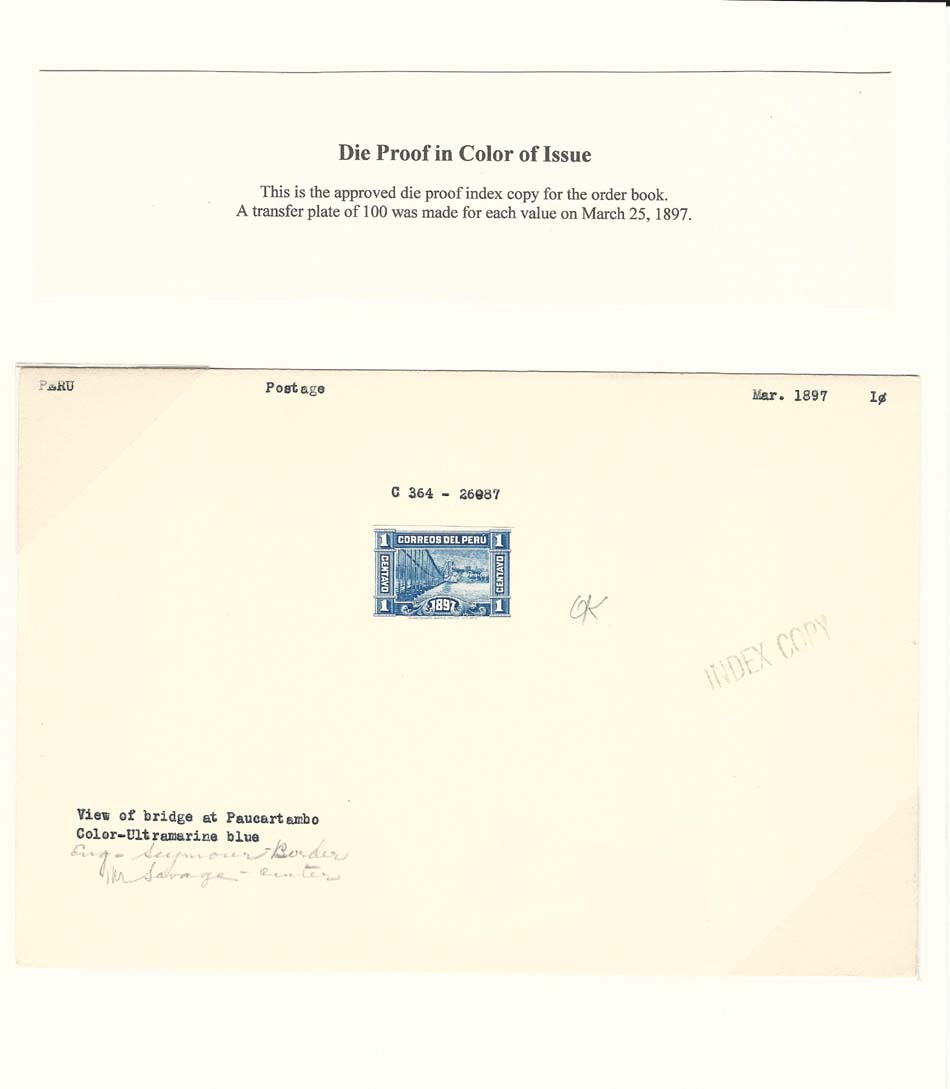 Die Proof in Color of Issue
This is the approved die proof index copy for the order book.
A transfer plate of 100 was made for each value on March 25, 1897.
PERU Postage Mar. 1897 1¢
C 364 - 26087
1 CORREOS DEL PERÚ 1
CENTAVO CENTAVO
1 1897 1
OK
INDEX COPY
View of bridge at Paucartambo
Color-Ultramarine blue
Eng- Seymour-Border
Savage - center